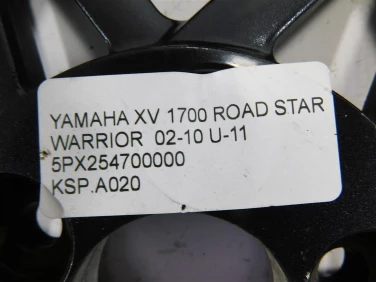 YAMAHA XV 1700 ROAD STAR
WARRIOR 02-10 U-11
5PX254700000
KSP.A020